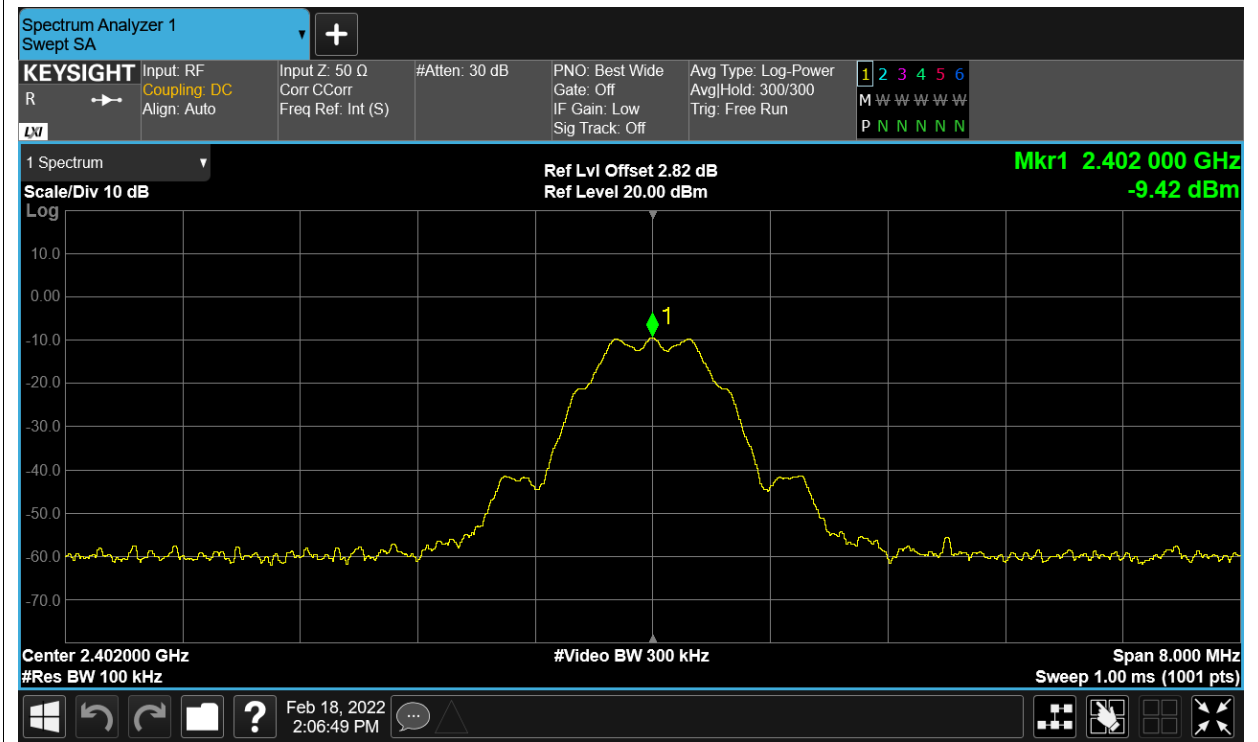 Spectrum Analyzer 1
Swept SA
KEYSIGHT
R
LXI
Input: RF
Coupling: DC
Align: Auto
Input Z: 50 Ω
Corr CCorr
Freq Ref: Int (S)
#Atten: 30 dB
PNO: Best Wide
Gate: Off
IF Gain: Low
Sig Track: Off
Avg Type: Log-Power
Avg|Hold: 300/300
Trig: Free Run
1 2 3 4 5 6
M W W W W W
P N N N N N
1 Spectrum
Scale/Div 10 dB
Log
Ref Lvl Offset 2.82 dB
Ref Level 20.00 dBm
Mkr1 2.402 000 GHz
-9.42 dBm
10.0
0.00
-10.0
-20.0
-30.0
-40.0
-50.0
-60.0
-70.0
1
Center 2.402000 GHz
#Res BW 100 kHz
#Video BW 300 kHz
Span 8.000 MHz
Sweep 1.00 ms (1001 pts)
?
Feb 18, 2022
2:06:49 PM